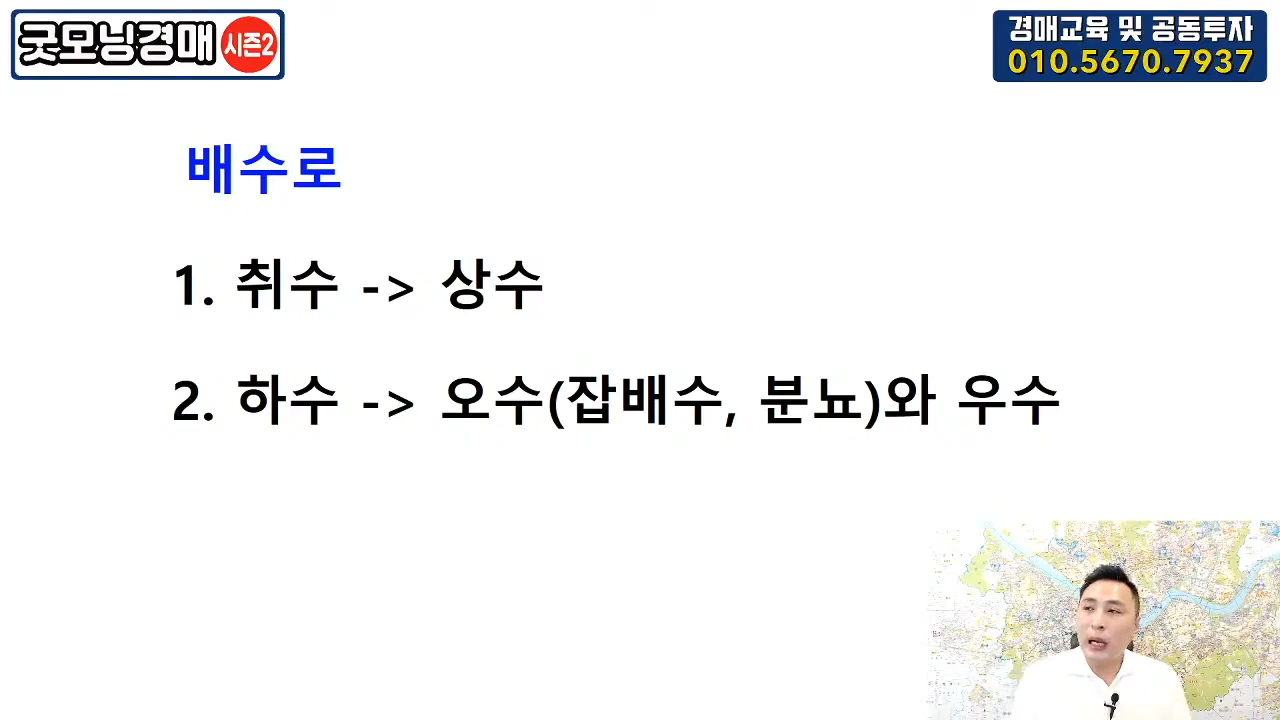 굿모닝경매 시즌2
경매교육 및 공동투자
010.5670.7937
배수로
1. 취수 -> 상수
2. 하수 -> 오수(잡배수, 분뇨)와 우수